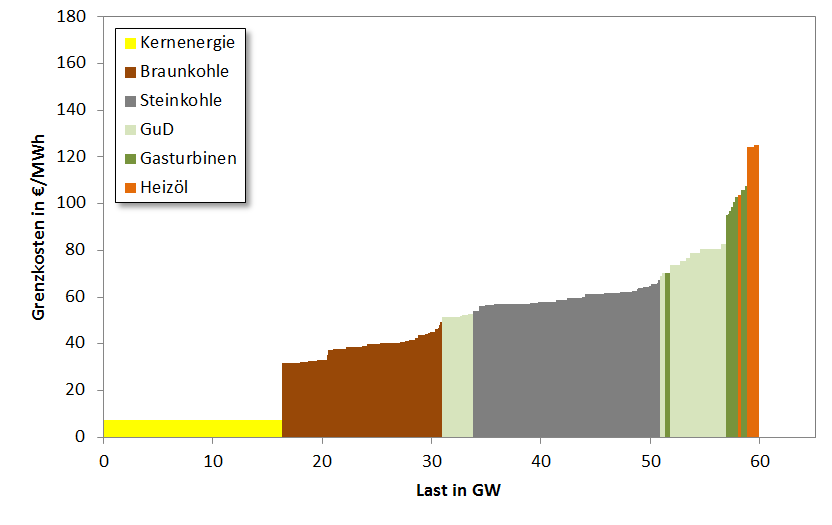 180
160
140
120
100
80
60
40
20
0
Grenzkosten in €/MWh
Kernenergie
Braunkohle
Steinkohle
GuD
Gasturbinen
Heizöl
0 10 20 30 40 50 60
Last in GW